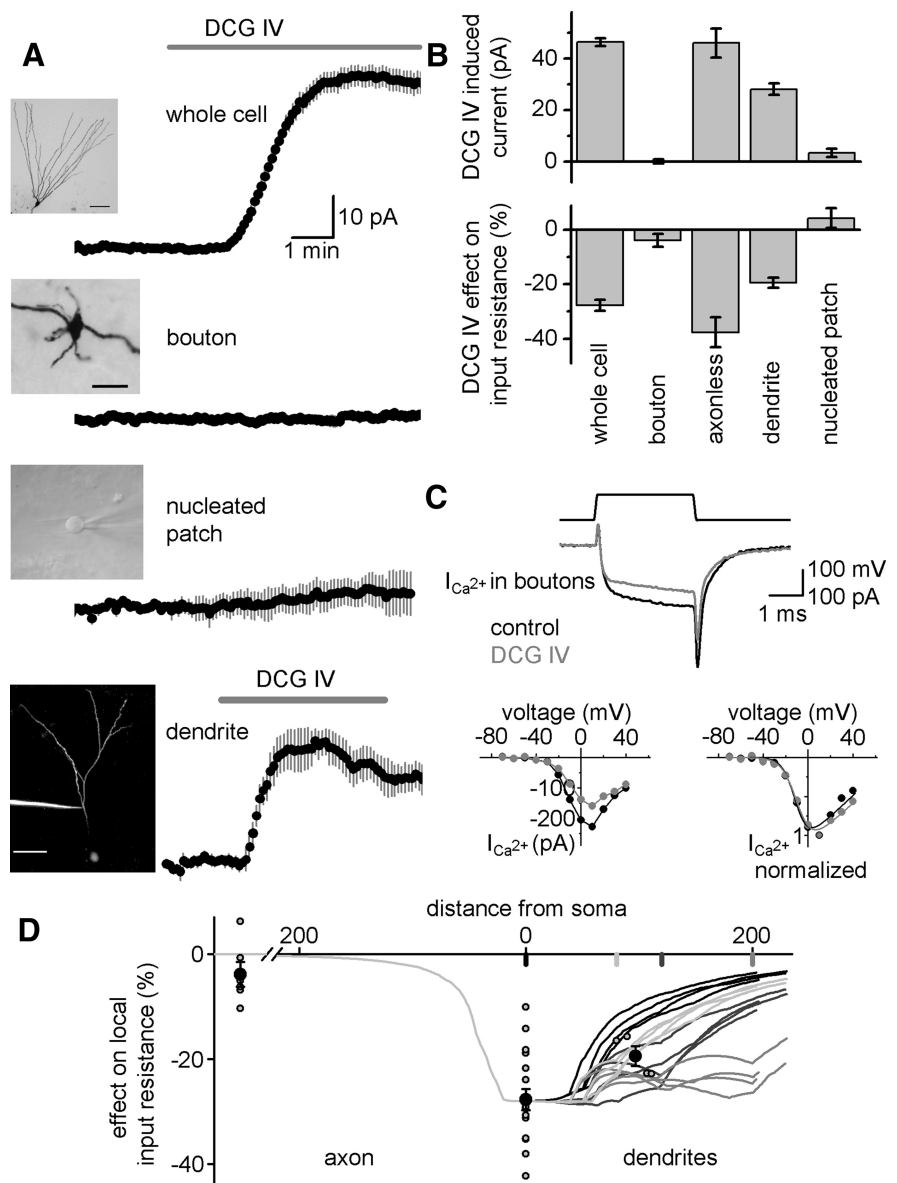 A
DCG IV
whole cell
10 pA
1 min
bouton
nucleated
patch
DCG IV
dendrite
B
DCG IV induced
current (pA)
40
20
0
DCG IV effect on
input resistance (%)
0
-20
-40
whole cell
bouton
axonless
dendrite
nucleated patch
C
ICa2+ in boutons
100 mV
100 pA
1 ms
control
DCG IV
voltage (mV)
-80 -40 0 40
-100
-200
ICa2+ (pA)
voltage (mV)
-80 -40 0 40
ICa2+ 1
normalized
D
distance from soma
200 0 200
effect on local
input resistance (%)
0
-20
-40
axon
dendrites